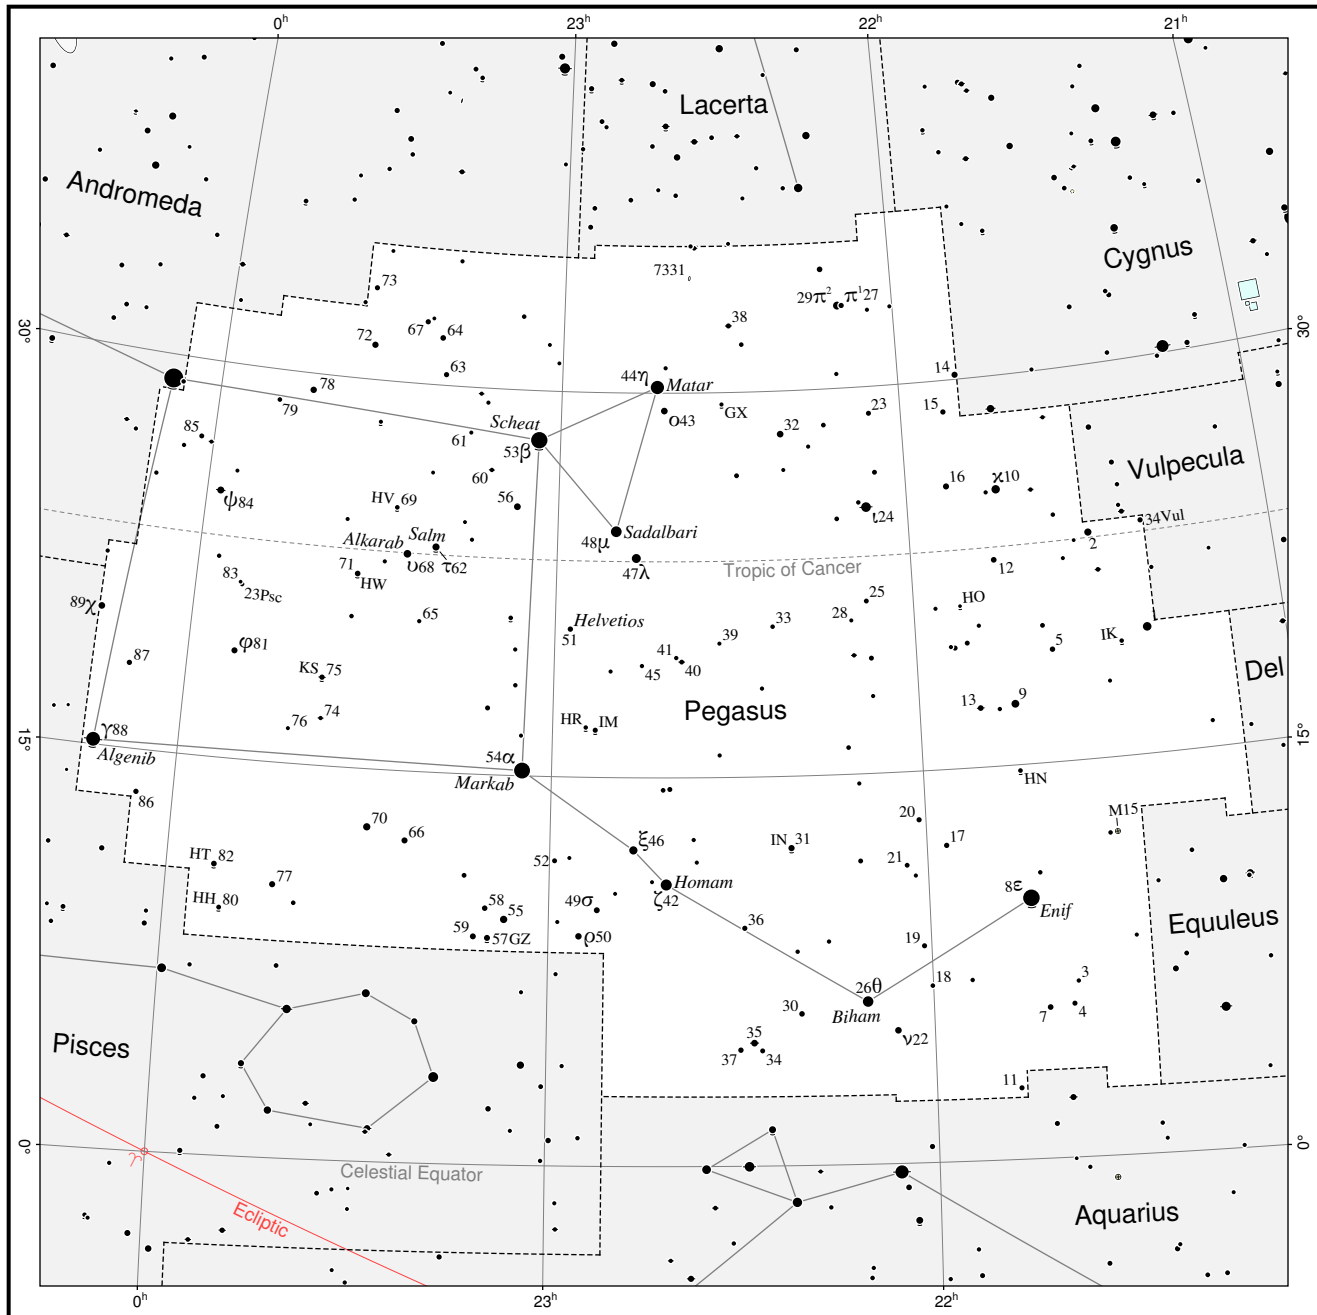 0h 23h 22h 21h
Lacerta
Andromeda
Cygnus
7331
73
29π² π¹27
67 64
38
30° 30°
72
63
14
44η Matar
78
GX
79
ο43
23
15
Scheat
32
85
61
53β
Vulpecula
60
16
ϰ10
ψ84
HV 69
56
ι24
34Vul
Salm
Alkarab
Sadalbari
48μ
2
υ68 τ62
71
HW
47λ
Tropic of Cancer
12
83
23Psc
89χ
25
HO
65
Helvetios
51
33
28
φ81
39
IK
5
87
41
40
45
KS 75
Del
Pegasus
13 9
74
76
HR IM
γ88
15° 15°
Algenib
54α
Markab
HN
86
M15
70
66
20
ξ46
IN 31
17
HT 82
52
21
77
Homam
8ε
HH 80
ζ42
Enif
58
55
49σ
Equuleus
59
57GZ
ρ50
36
19
18
3
26θ
30
Biham
7 4
Pisces
ν22
35
37 34
11
0° 0°
♈
Celestial Equator
Ecliptic
Aquarius
0h 23h 22h